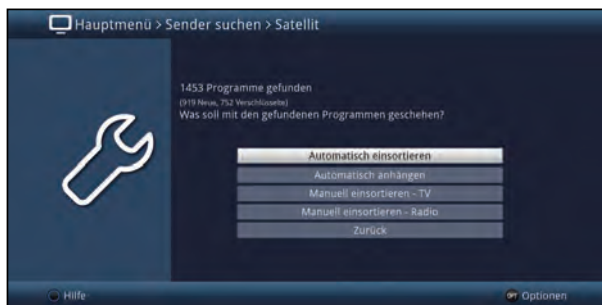 Hauptmenü > Sender suchen > Satellit
1453 Programme gefunden
(919 Neue, 752 Verschlüsselte)
Was soll mit den gefundenen Programmen geschehen?
Automatisch einsortieren
Automatisch anhängen
Manuell einsortieren - TV
Manuell einsortieren - Radio
Zurück
Hilfe
OPT Optionen